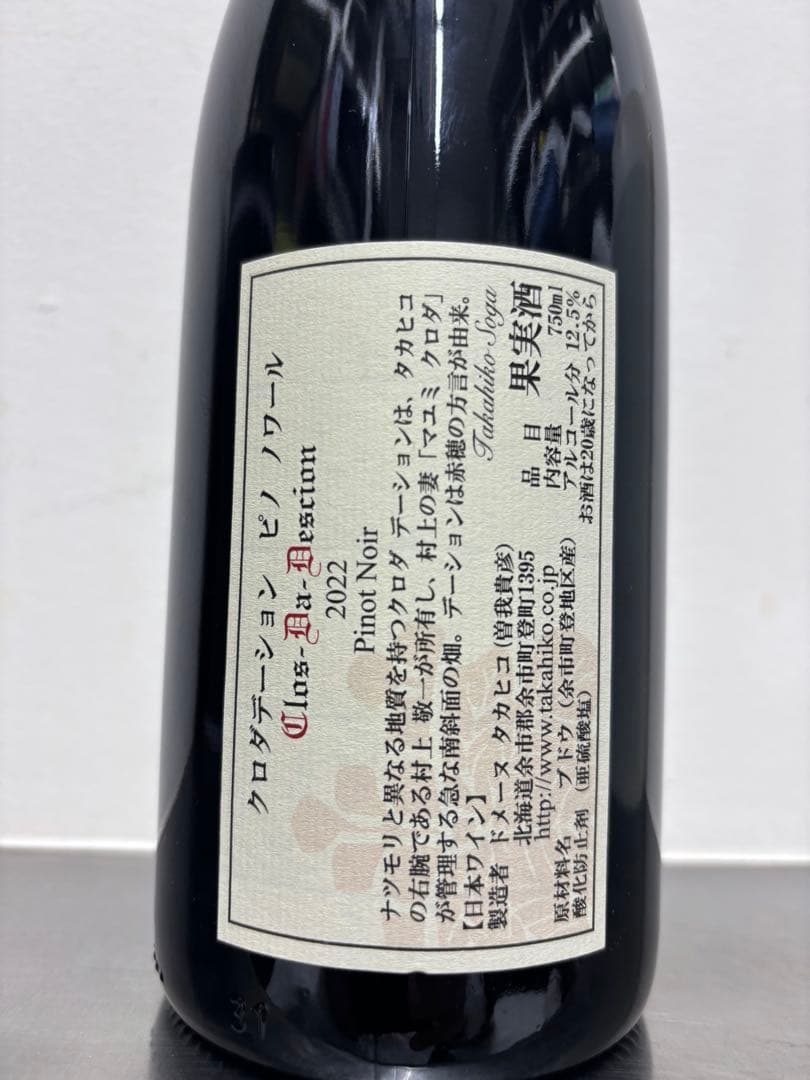 クロダデーション ピノ ノワール
Clos-Da-Descion
2022
Pinot Noir
ナツモリと異なる地質を持つクロダ デーションは、タカヒコ
の右腕である村上 敬一が所有し、村上の妻「マユミ クロダ」
が管理する急な南斜面の畑。デーションは赤穂の方言が由来。
【日本ワイン】 Takahiko Soga
製造者 ドメーヌ タカヒコ(曽我貴彦)
北海道余市郡余市町登町1395
http://www.takahiko.co.jp
原材料名 ブドウ (余市町登地区産)
酸化防止剤 (亜硫酸塩)
品目 果実酒
内容量 750ml
アルコール分 12.5%
お酒は20歳になってから